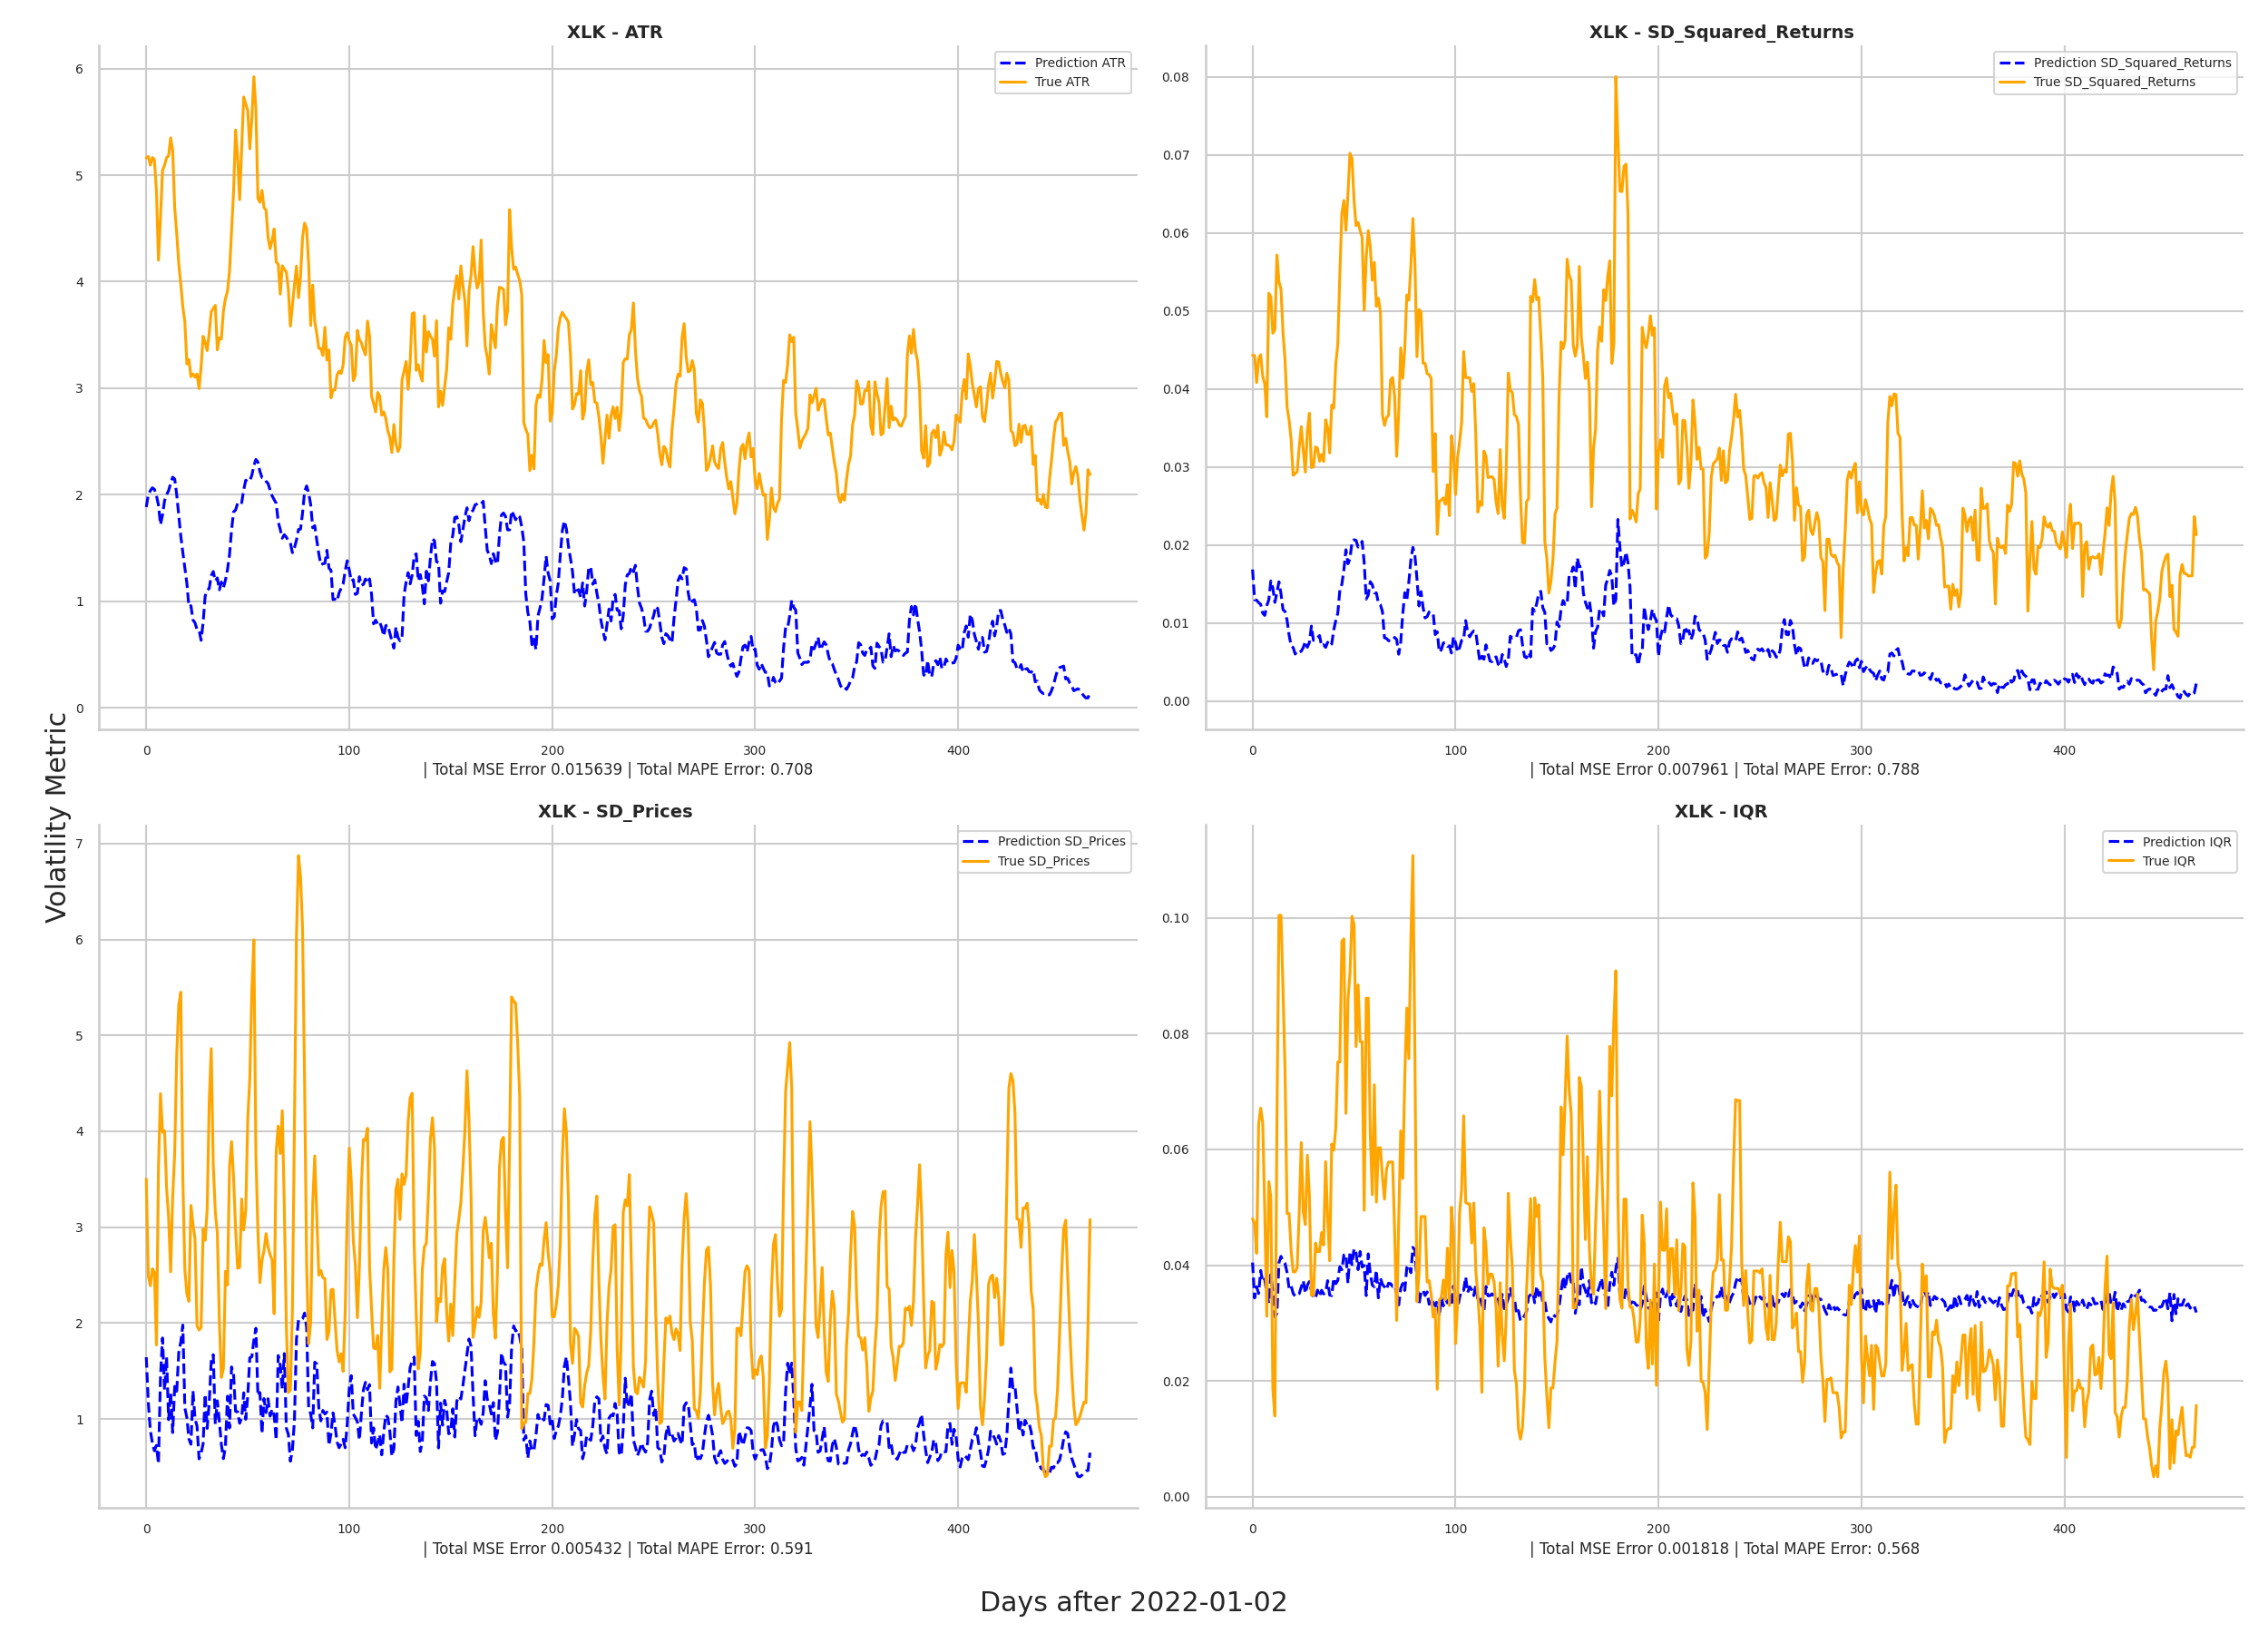 XLK - ATR
Prediction ATR
True ATR
6
5
4
3
2
1
0
0 100 200 300 400
| Total MSE Error 0.015639 | Total MAPE Error: 0.708
XLK - SD_Squared_Returns
Prediction SD_Squared_Returns
True SD_Squared_Returns
0.08
0.07
0.06
0.05
0.04
0.03
0.02
0.01
0.00
0 100 200 300 400
| Total MSE Error 0.007961 | Total MAPE Error: 0.788
Volatility Metric
XLK - SD_Prices
Prediction SD_Prices
True SD_Prices
7
6
5
4
3
2
1
0 100 200 300 400
| Total MSE Error 0.005432 | Total MAPE Error: 0.591
XLK - IQR
Prediction IQR
True IQR
0.10
0.08
0.06
0.04
0.02
0.00
0 100 200 300 400
| Total MSE Error 0.001818 | Total MAPE Error: 0.568
Days after 2022-01-02